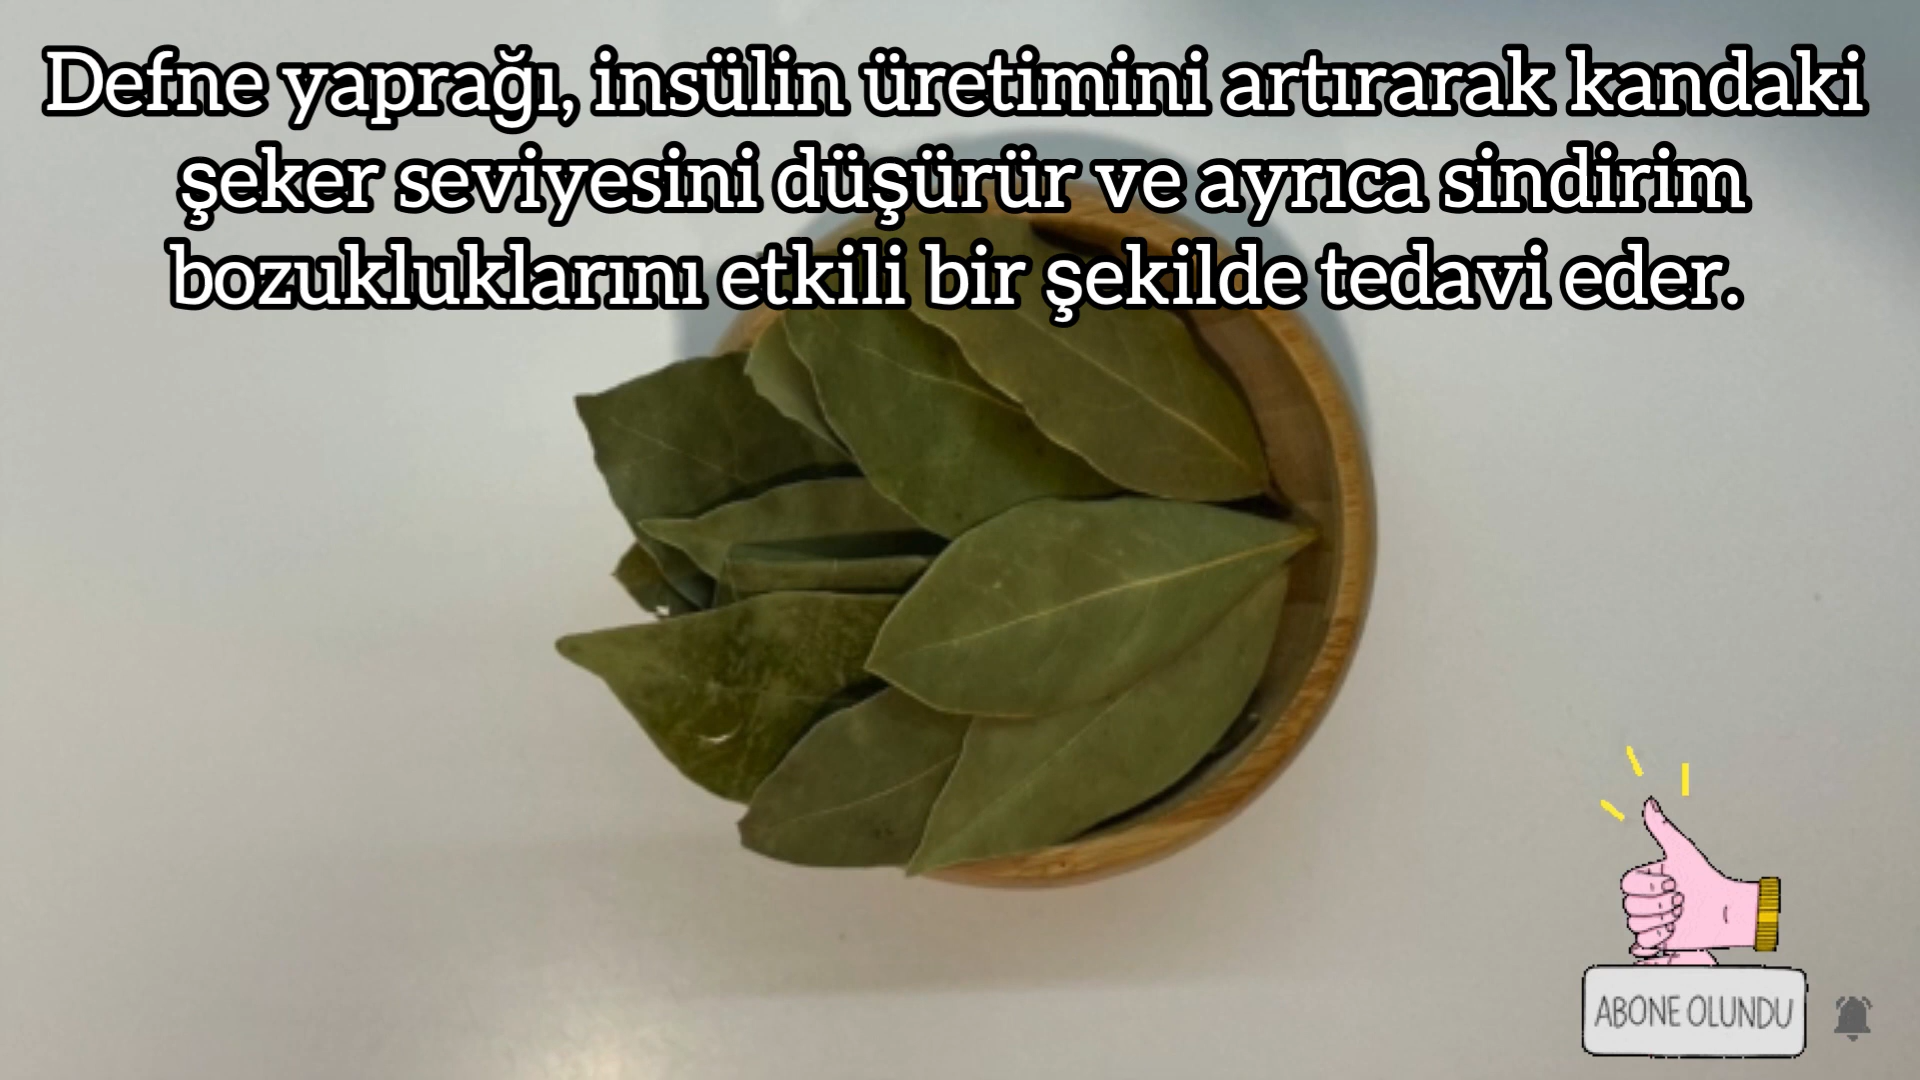 Defne yaprağı, insülin üretimini artırarak kandaki
şeker seviyesini düşürür ve ayrıca sindirim
bozukluklarını etkili bir şekilde tedavi eder.
ABONE OLUNDU